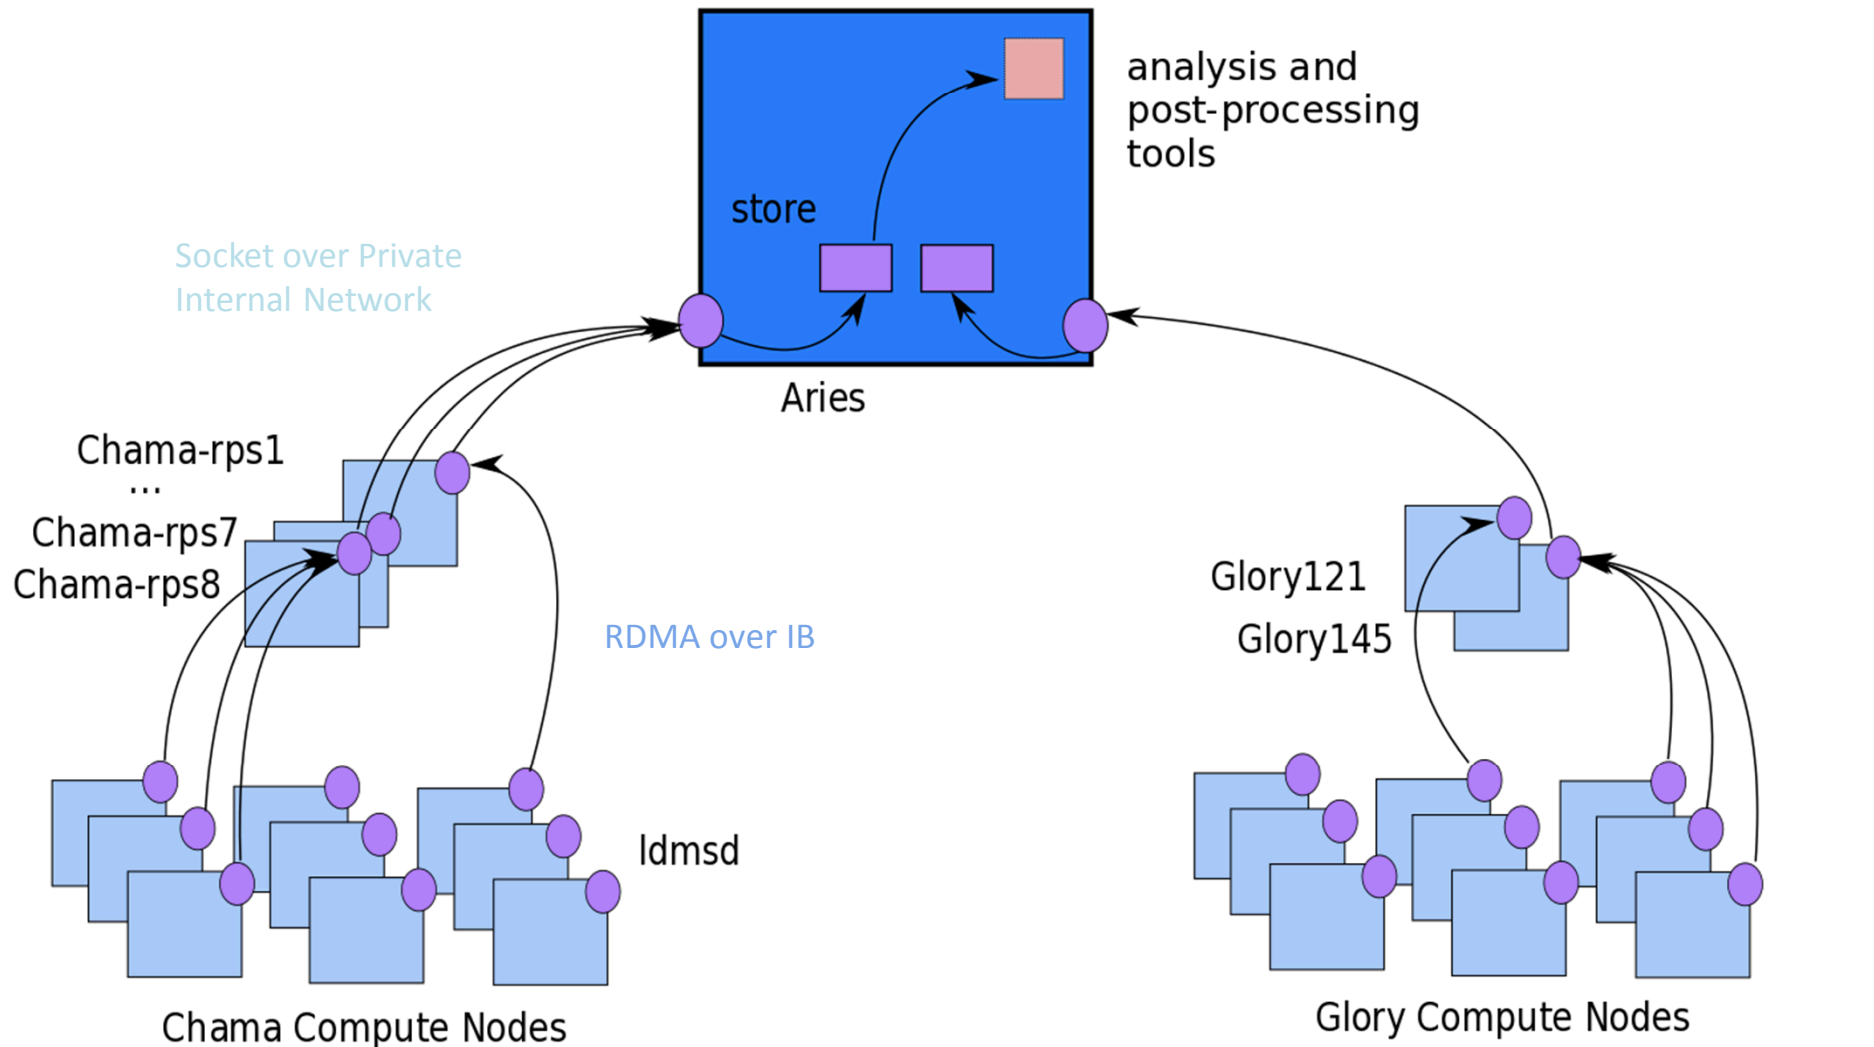 analysis and
post-processing
tools
store
Socket over Private
Internal Network
Aries
Chama-rps1
...
Chama-rps7
Chama-rps8
Glory121
RDMA over IB
Glory145
ldmsd
Chama Compute Nodes
Glory Compute Nodes